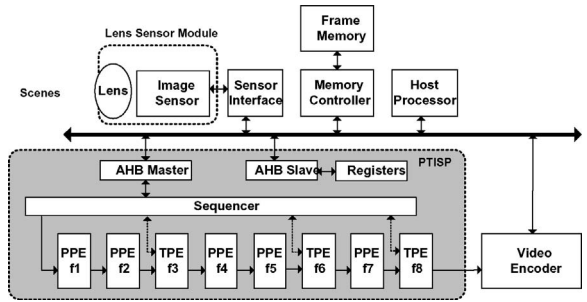 Lens Sensor Module
Frame
Memory
Scenes
Lens
Image
Sensor
Sensor
Interface
Memory
Controller
Host
Processor
PTISP
AHB Master
AHB Slave
Registers
Sequencer
PPE
f1
PPE
f2
TPE
f3
PPE
f4
PPE
f5
TPE
f6
PPE
f7
TPE
f8
Video
Encoder